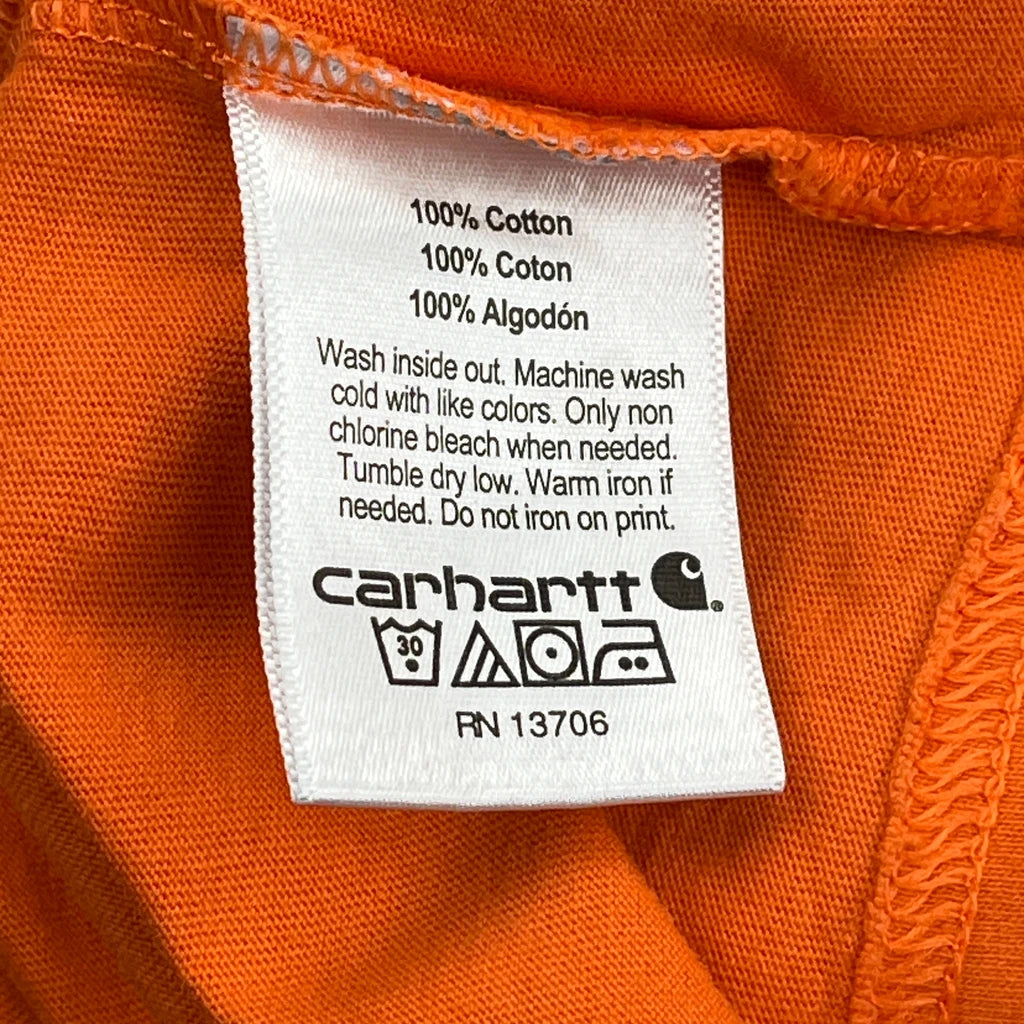 100% Cotton
100% Coton
100% Algodón
Wash inside out. Machine wash
cold with like colors. Only non
chlorine bleach when needed.
Tumble dry low. Warm iron if
needed. Do not iron on print.
carhartt ®
30
RN 13706